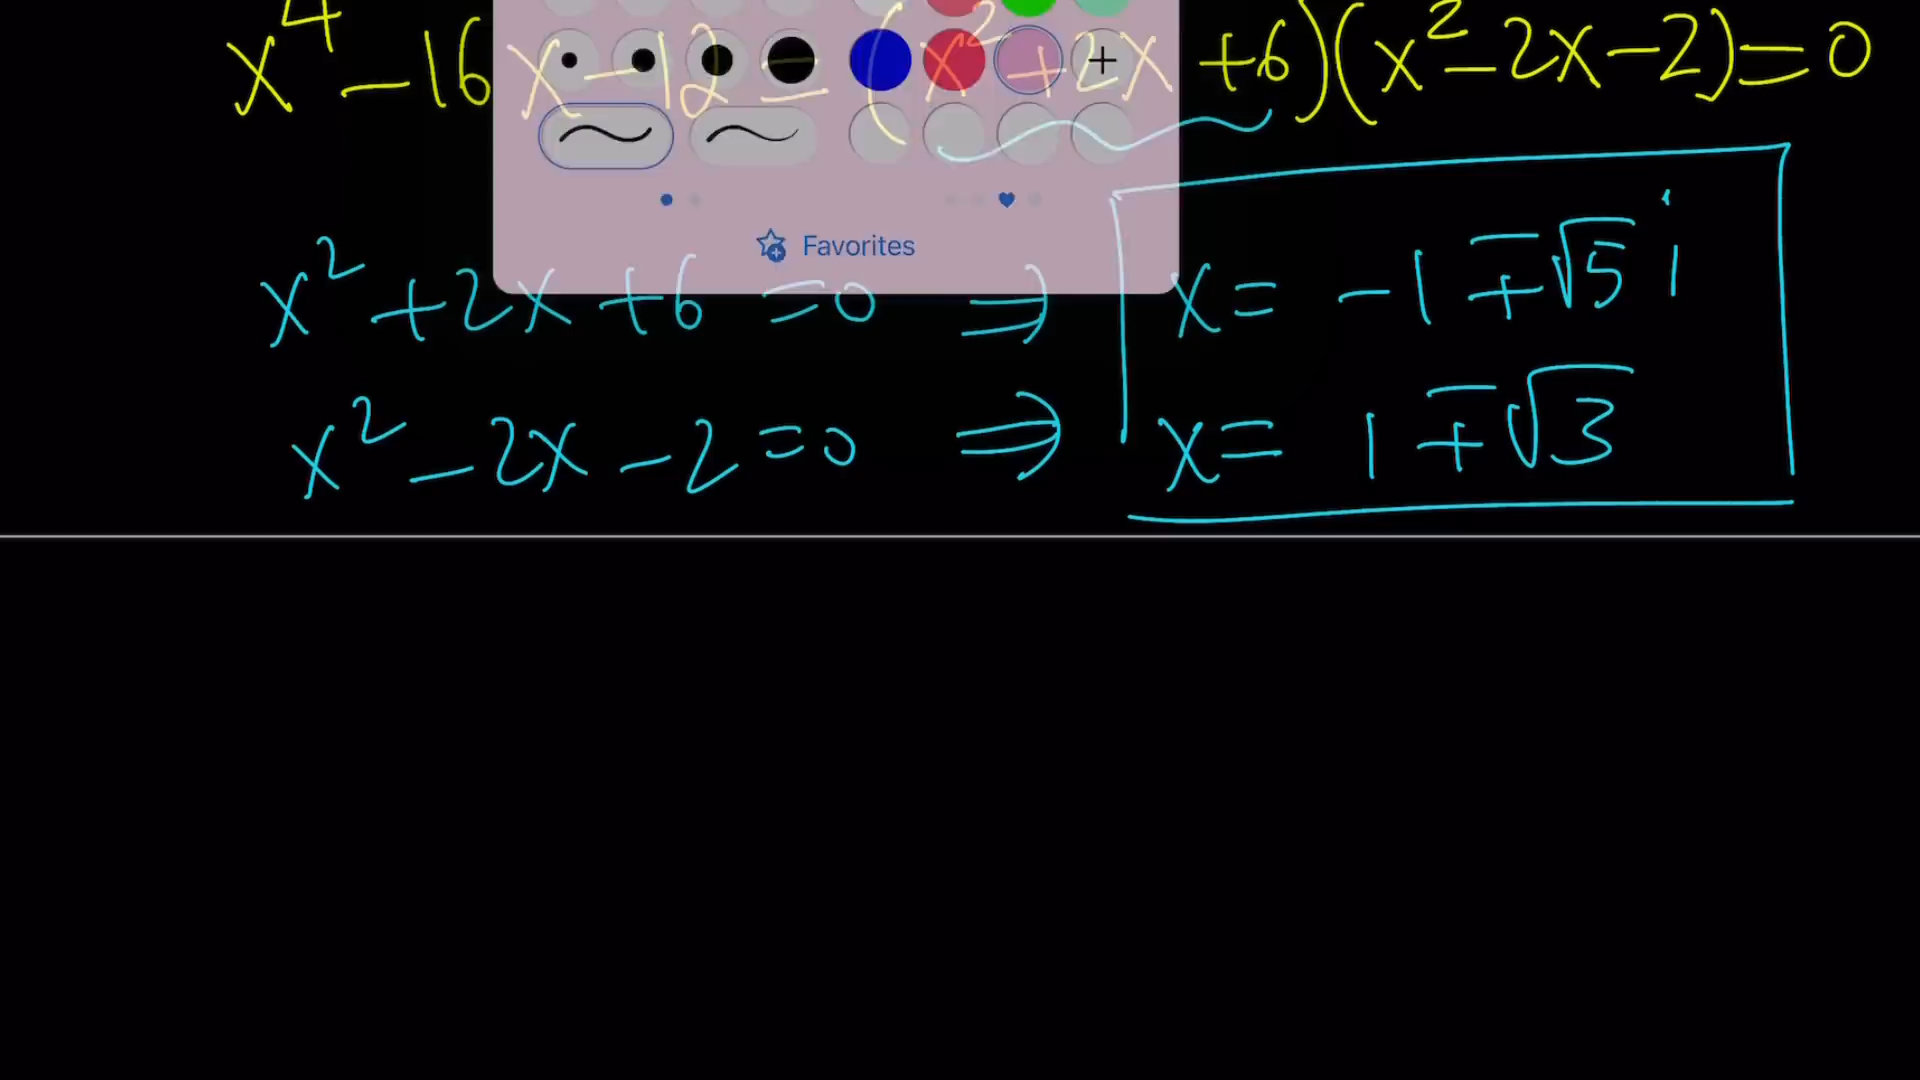 x⁴ - 16x - 12 = (x² + 2x + 6)(x² - 2x - 2) = 0
Favorites
x² + 2x + 6 = 0 ⇒ x = -1 ∓ √5 i
x² - 2x - 2 = 0 ⇒ x = 1 ∓ √3